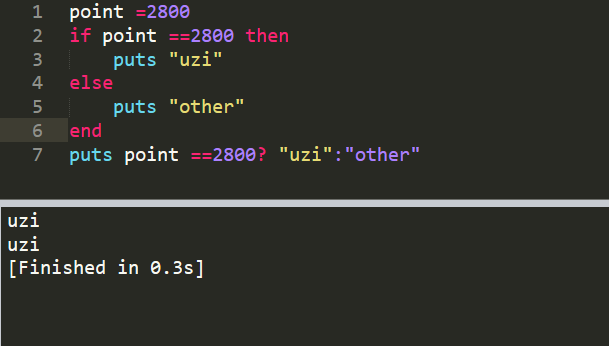 1 point =2800
2 if point ==2800 then
3 puts "uzi"
4 else
5 puts "other"
6 end
7 puts point ==2800? "uzi":"other"
uzi
uzi
[Finished in 0.3s]